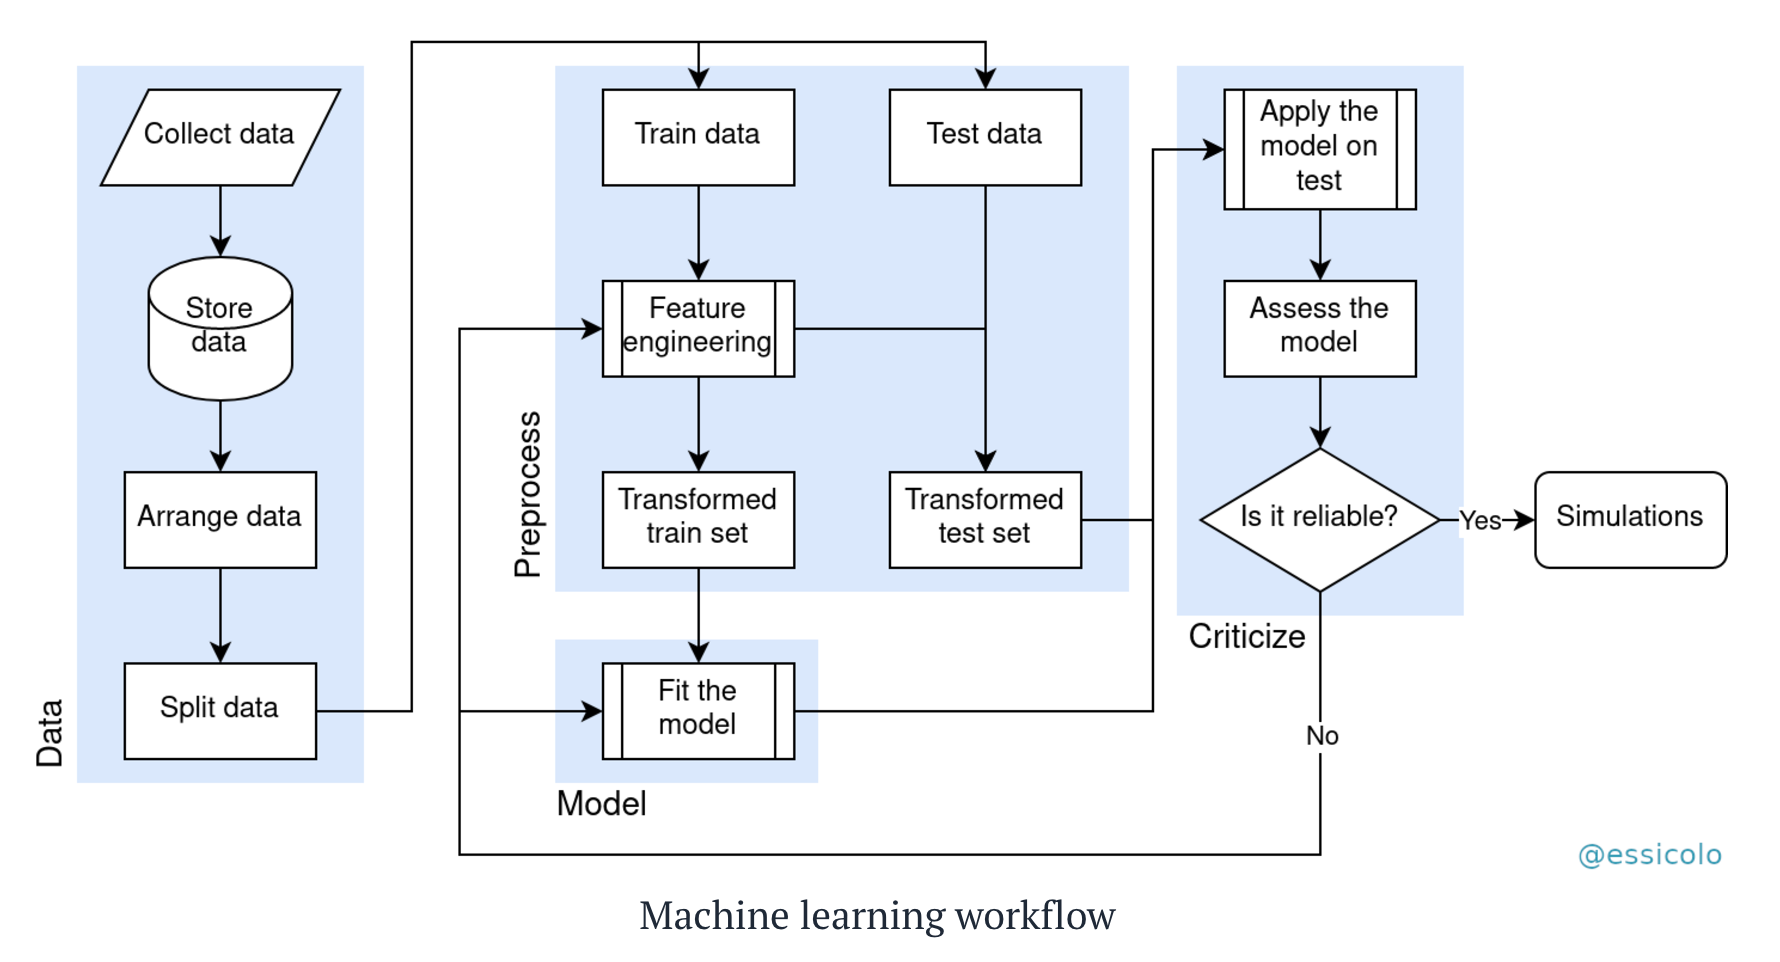 Collect data
Store
data
Arrange data
Split data
Data
Train data
Test data
Feature
engineering
Transformed
train set
Transformed
test set
Preprocess
Fit the
model
Model
Apply the
model on
test
Assess the
model
Is it reliable?
Yes
Simulations
Criticize
No
@essicolo
Machine learning workflow